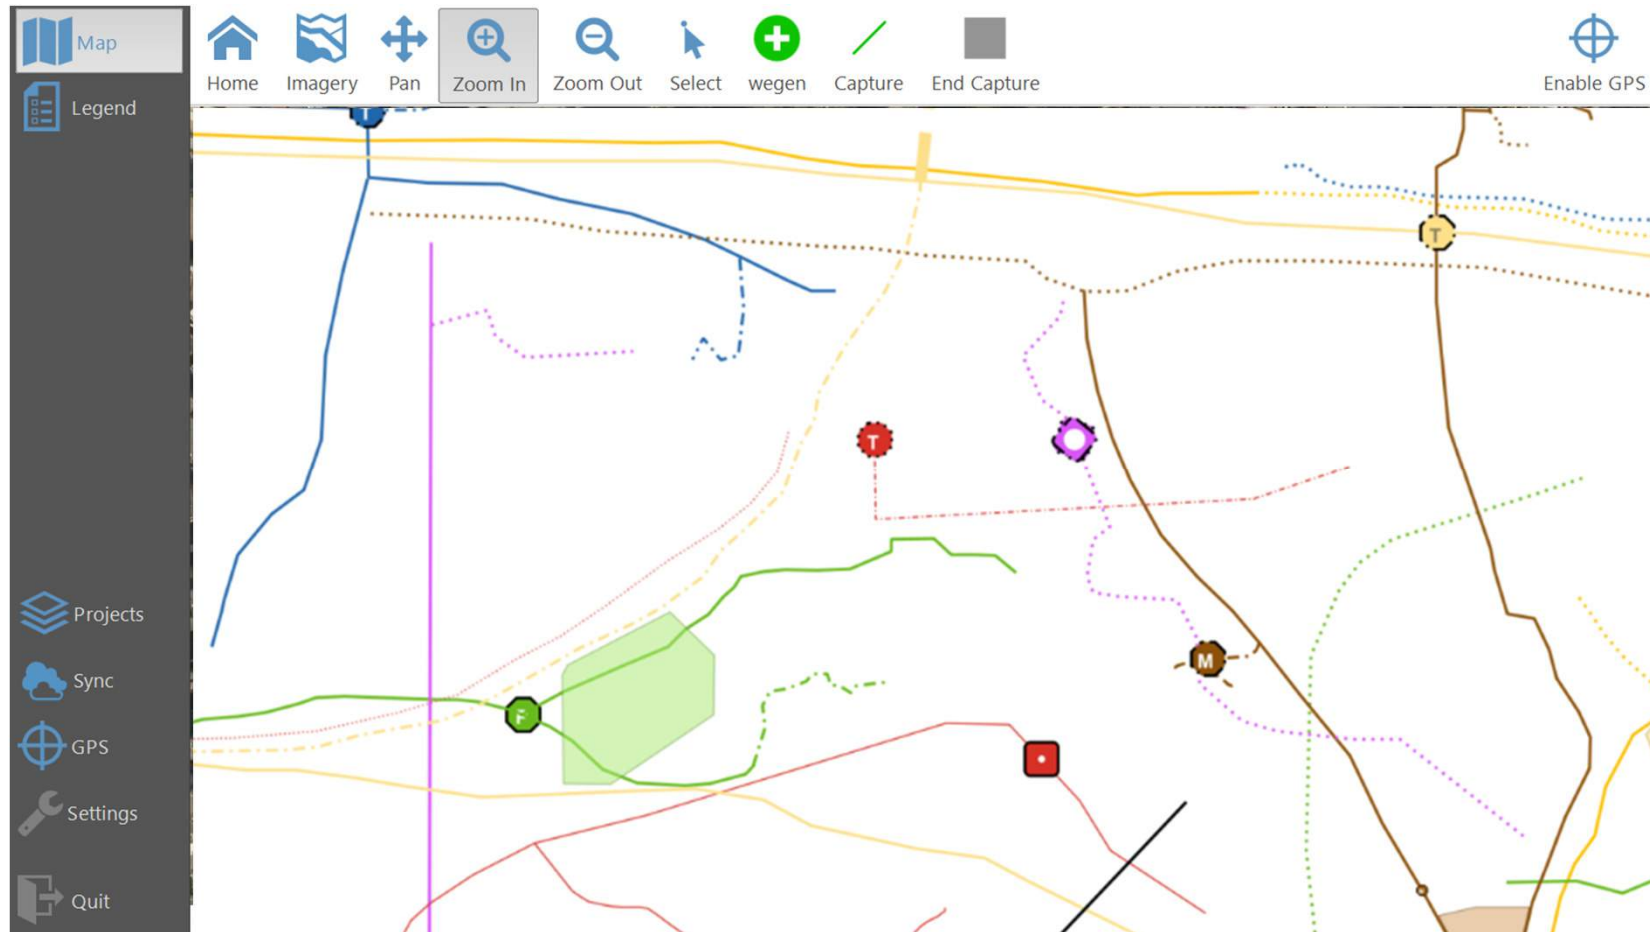 Map
Legend
Projects
Sync
GPS
Settings
Quit
Home
Imagery
Pan
Zoom In
Zoom Out
Select
wegen
Capture
End Capture
Enable GPS
T
T
T
M
F